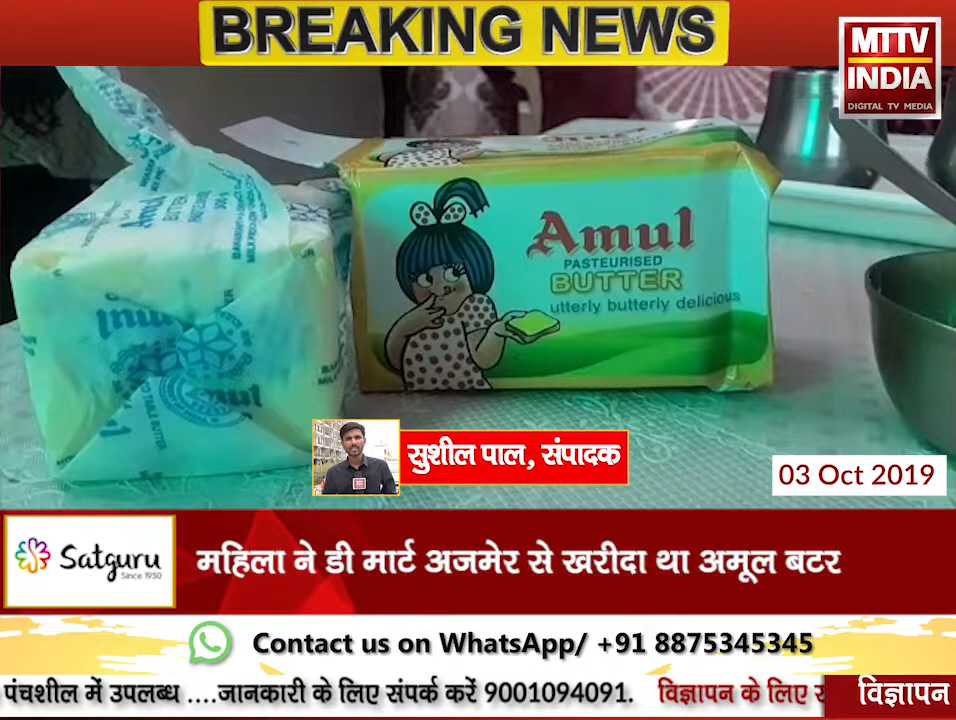 BREAKING NEWS
MTTV
INDIA
DIGITAL TV MEDIA
Amul
PASTEURISED
BUTTER
utterly butterly delicious
Amul
BUTTER
सुशील पाल, संपादक
03 Oct 2019
Satguru
Since 1950
महिला ने डी मार्ट अजमेर से खरीदा था अमूल बटर
Contact us on WhatsApp/ +91 8875345345
पंचशील में उपलब्ध ....जानकारी के लिए संपर्क करें 9001094091. विज्ञापन के लिए
विज्ञापन